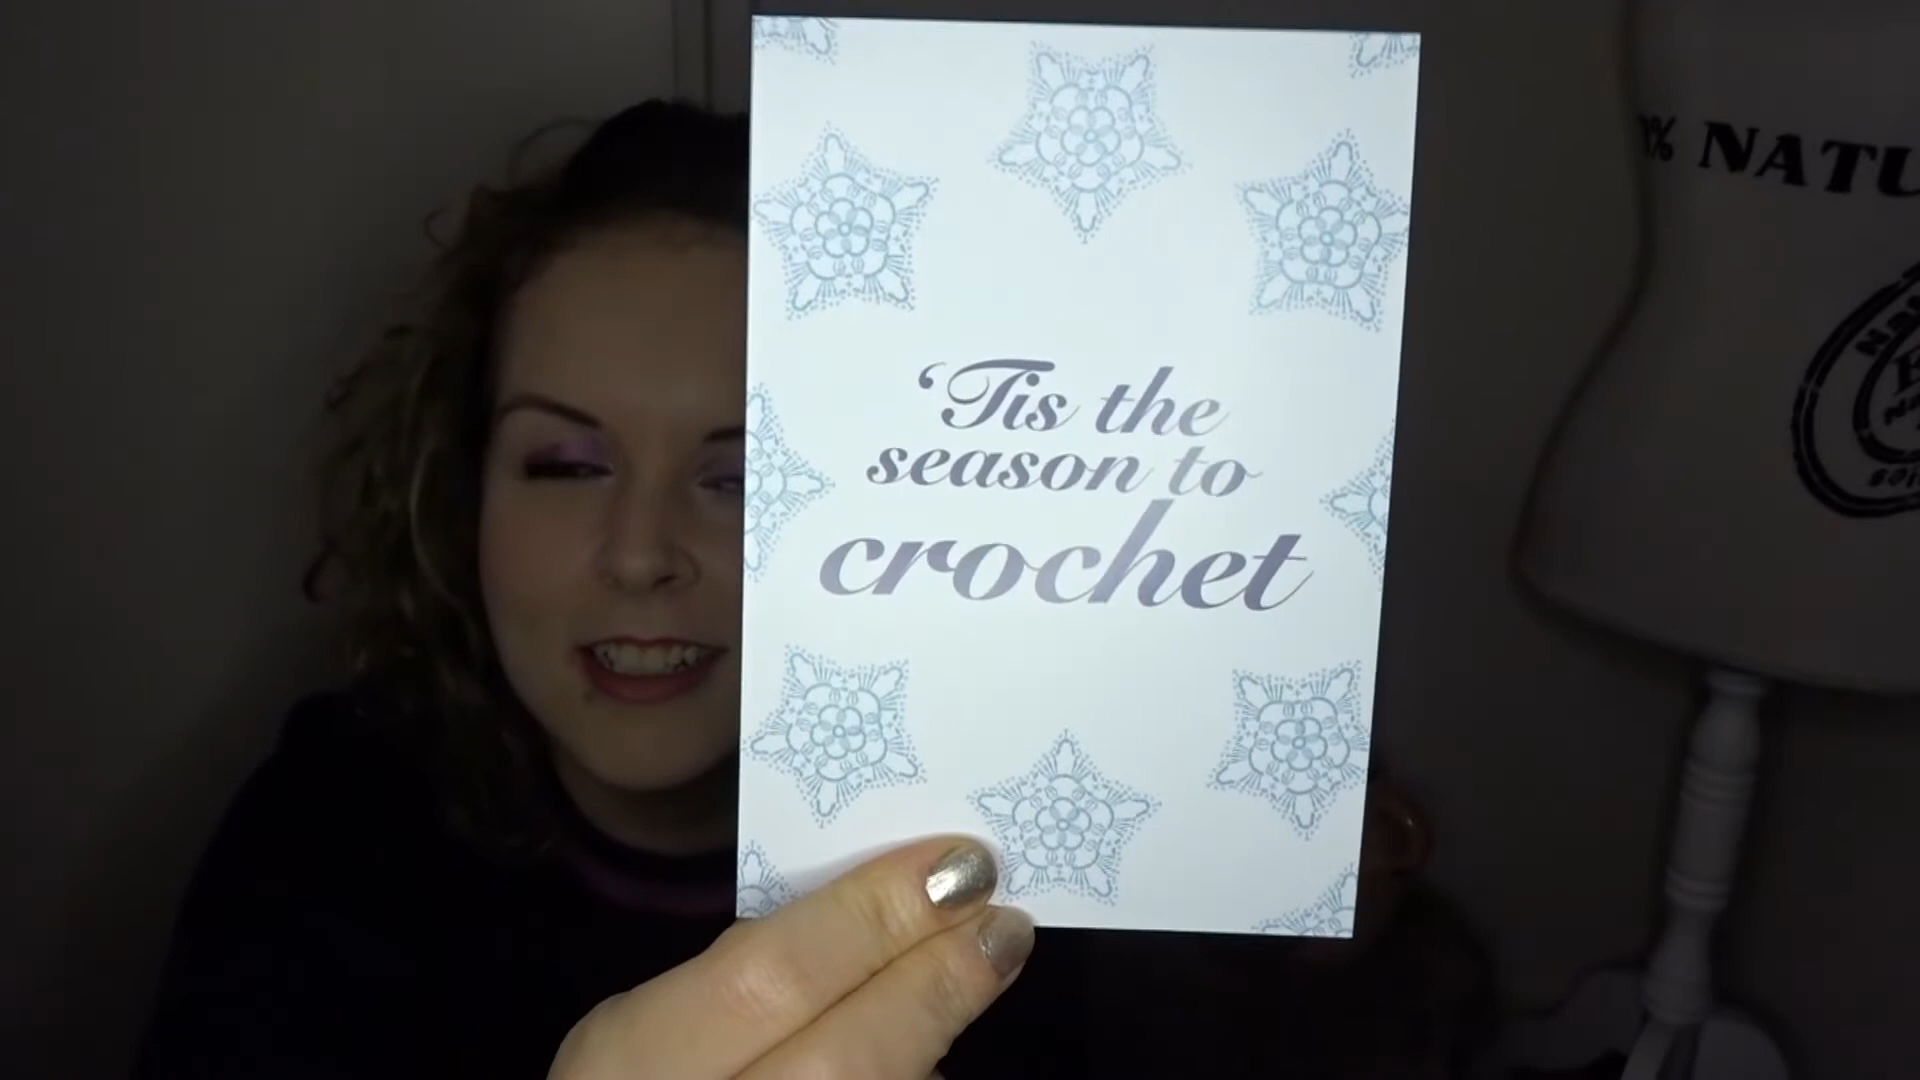 ‘Tis the
season to
crochet
% NATU